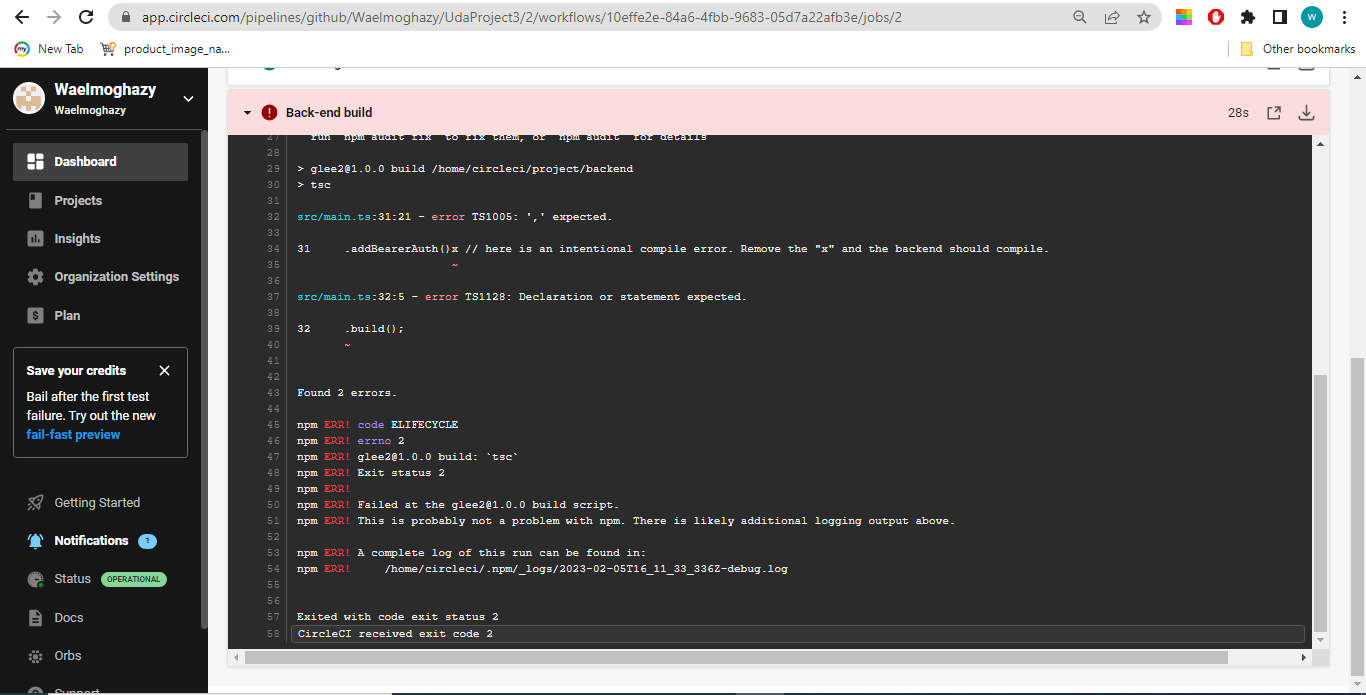 app.circleci.com/pipelines/github/Waelmoghazy/UdaProject3/2/workflows/10effe2e-84a6-4fbb-9683-05d7a22afb3e/jobs/2
W
my
New Tab
product_image_na...
Other bookmarks
Waelmoghazy
Waelmoghazy
Dashboard
Projects
Insights
Organization Settings
Plan
Save your credits
Bail after the first test
failure. Try out the new
fail-fast preview
Getting Started
Notifications 1
Status OPERATIONAL
Docs
Orbs
Support
Back-end build
28s
27 run `npm audit fix` to fix them, or `npm audit` for details
28
29 > glee2@1.0.0 build /home/circleci/project/backend
30 > tsc
31
32 src/main.ts:31:21 - error TS1005: ',' expected.
33
34 31     .addBearerAuth()x // here is an intentional compile error. Remove the "x" and the backend should compile.
35 ~
36
37 src/main.ts:32:5 - error TS1128: Declaration or statement expected.
38
39 32     .build();
40 ~
41
42
43 Found 2 errors.
44
45 npm ERR! code ELIFECYCLE
46 npm ERR! errno 2
47 npm ERR! glee2@1.0.0 build: `tsc`
48 npm ERR! Exit status 2
49 npm ERR!
50 npm ERR! Failed at the glee2@1.0.0 build script.
51 npm ERR! This is probably not a problem with npm. There is likely additional logging output above.
52
53 npm ERR! A complete log of this run can be found in:
54 npm ERR!     /home/circleci/.npm/_logs/2023-02-05T16_11_33_336Z-debug.log
55
56
57 Exited with code exit status 2
58 CircleCI received exit code 2